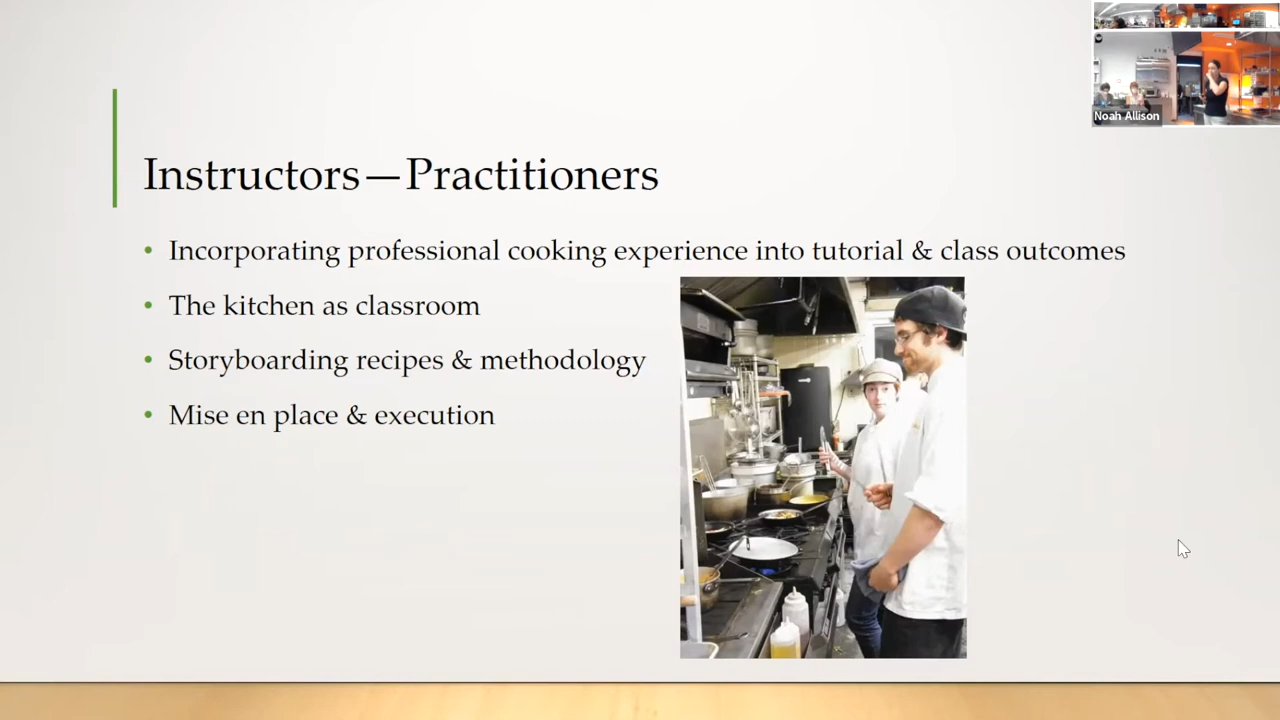 Noah Allison
Instructors—Practitioners
• Incorporating professional cooking experience into tutorial & class outcomes
• The kitchen as classroom
• Storyboarding recipes & methodology
• Mise en place & execution